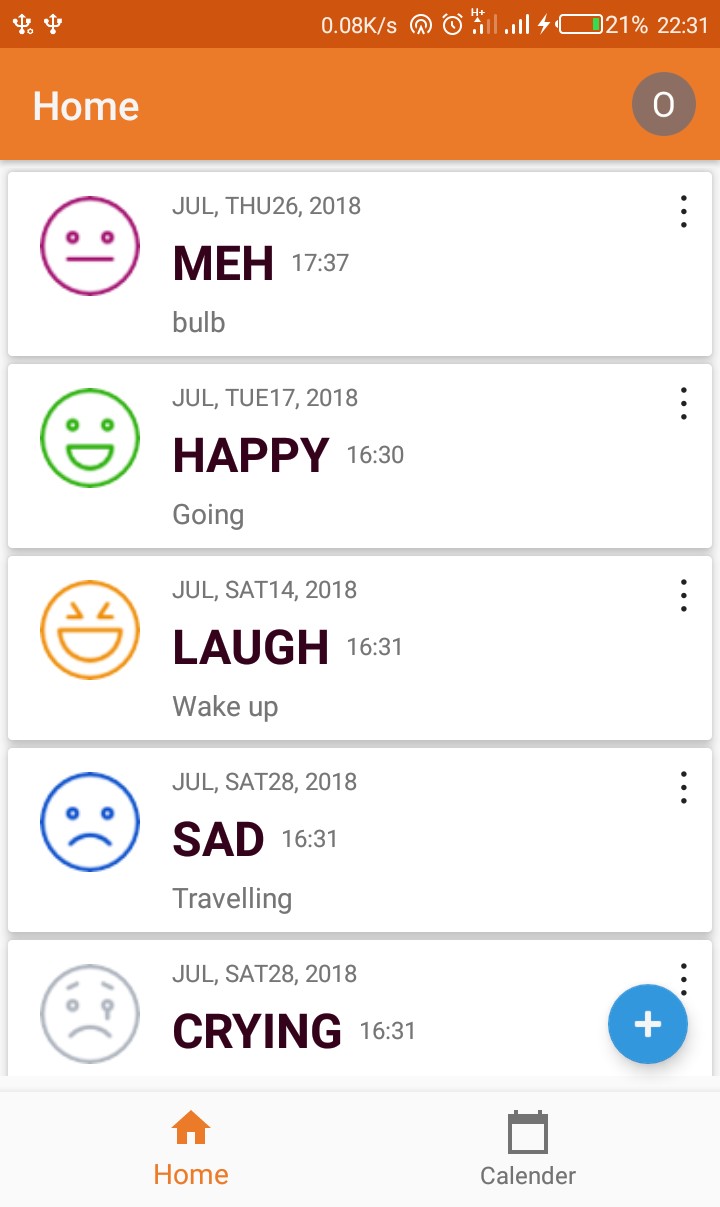 0.08K/s H+ 21% 22:31
Home O
JUL, THU26, 2018
MEH 17:37
bulb
JUL, TUE17, 2018
HAPPY 16:30
Going
JUL, SAT14, 2018
LAUGH 16:31
Wake up
JUL, SAT28, 2018
SAD 16:31
Travelling
JUL, SAT28, 2018
CRYING 16:31
Home Calender